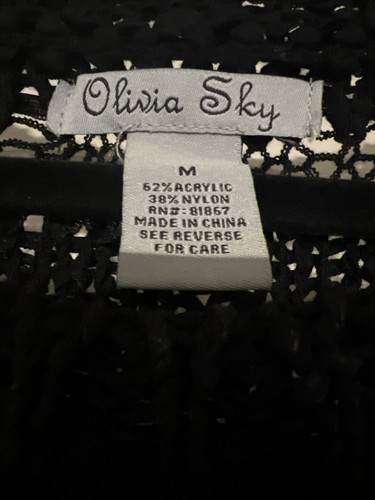 Olivia Sky
M
62% ACRYLIC
38% NYLON
RN#: 81867
MADE IN CHINA
SEE REVERSE
FOR CARE